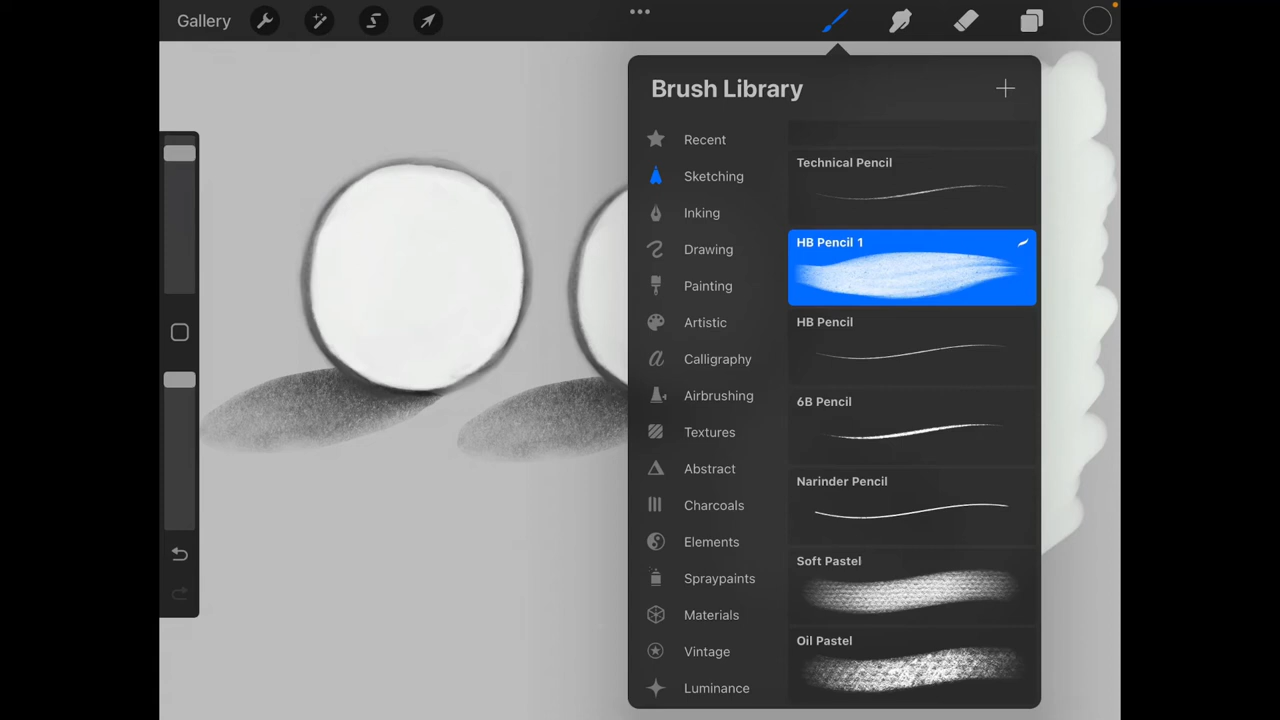 Gallery
Brush Library
Recent
Sketching
Inking
Drawing
Painting
Artistic
Calligraphy
Airbrushing
Textures
Abstract
Charcoals
Elements
Spraypaints
Materials
Vintage
Luminance
Technical Pencil
HB Pencil 1
HB Pencil
6B Pencil
Narinder Pencil
Soft Pastel
Oil Pastel